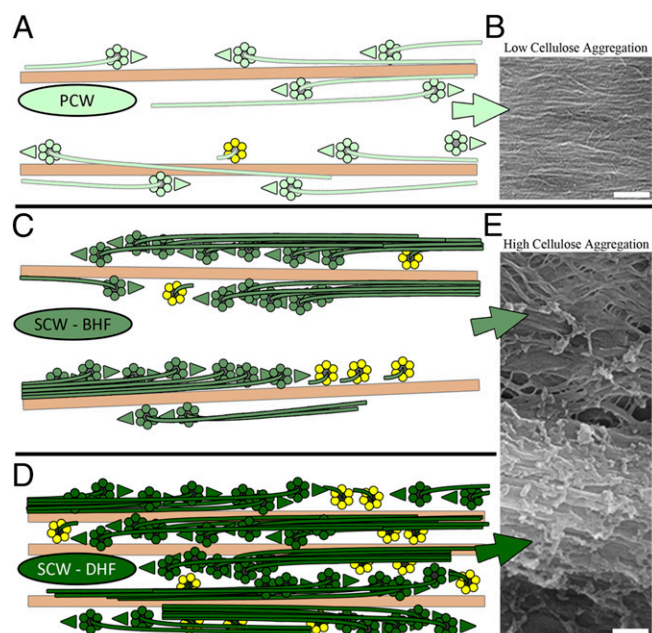 A
B
Low Cellulose Aggregation
PCW
C
E
High Cellulose Aggregation
SCW - BHF
D
SCW - DHF